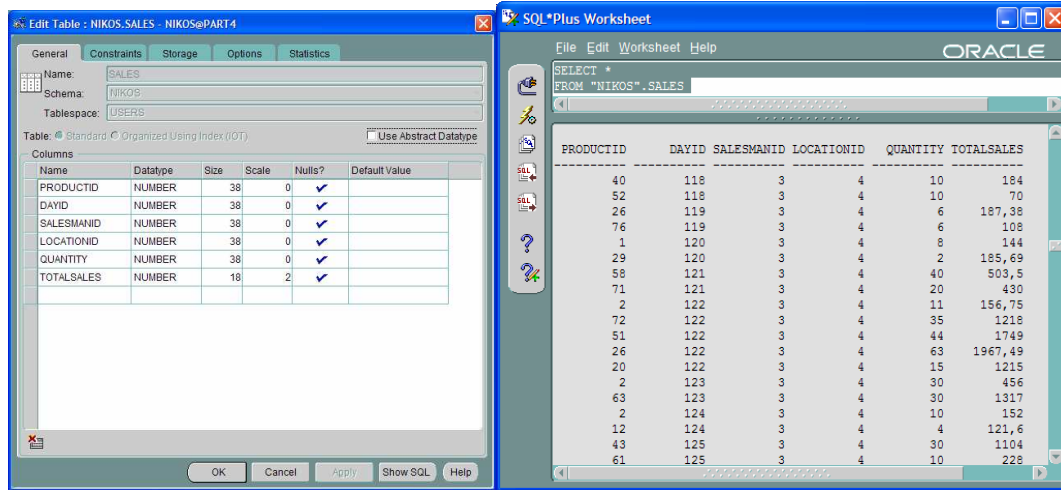 Edit Table : NIKOS.SALES - NIKOS@PART4
General Constraints Storage Options Statistics
Name: SALES
Schema: NIKOS
Tablespace: USERS
Table: Standard Organized Using Index (IOT) Use Abstract Datatype
Columns
Name Datatype Size Scale Nulls? Default Value
PRODUCTID NUMBER 38 0
DAYID NUMBER 38 0
SALESMANID NUMBER 38 0
LOCATIONID NUMBER 38 0
QUANTITY NUMBER 38 0
TOTALSALES NUMBER 18 2
OK Cancel Apply Show SQL Help
SQL*Plus Worksheet
File Edit Worksheet Help
ORACLE
SELECT *
FROM "NIKOS".SALES
SQL
SQL
PRODUCTID DAYID SALESMANID LOCATIONID QUANTITY TOTALSALES
---------- ---------- ---------- ---------- ---------- ----------
40 118 3 4 10 184
52 118 3 4 10 70
26 119 3 4 6 187,38
76 119 3 4 6 108
1 120 3 4 8 144
29 120 3 4 2 185,69
58 121 3 4 40 503,5
71 121 3 4 20 430
2 122 3 4 11 156,75
72 122 3 4 35 1218
51 122 3 4 44 1749
26 122 3 4 63 1967,49
20 122 3 4 15 1215
2 123 3 4 30 456
63 123 3 4 30 1317
2 124 3 4 10 152
12 124 3 4 4 121,6
43 125 3 4 30 1104
61 125 3 4 10 228